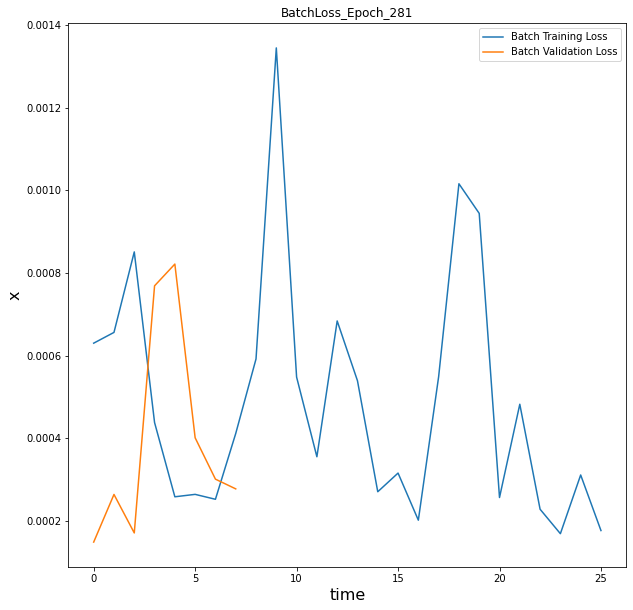 BatchLoss_Epoch_281
Batch Training Loss
Batch Validation Loss
0.0014
0.0012
0.0010
0.0008
0.0006
0.0004
0.0002
x
0 5 10 15 20 25
time